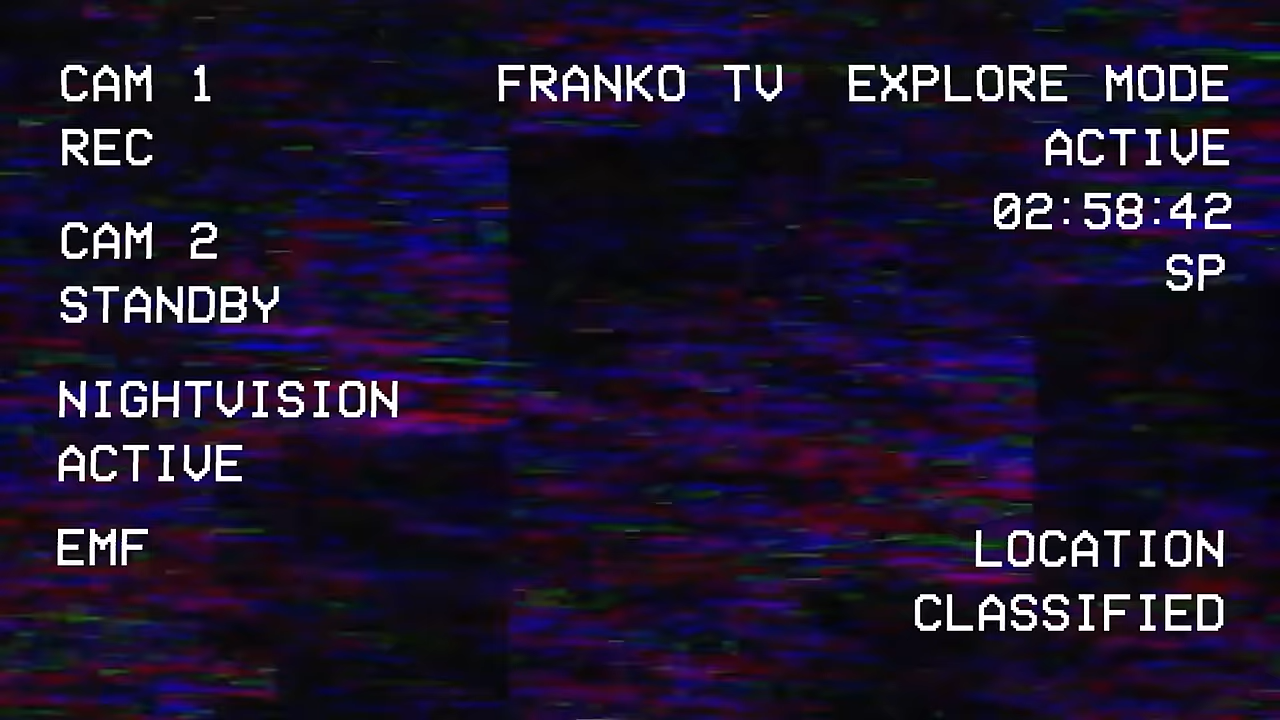 CAM 1
REC
CAM 2
STANDBY
NIGHTVISION
ACTIVE
EMF
FRANKO TV
EXPLORE MODE
ACTIVE
02:58:42
SP
LOCATION
CLASSIFIED